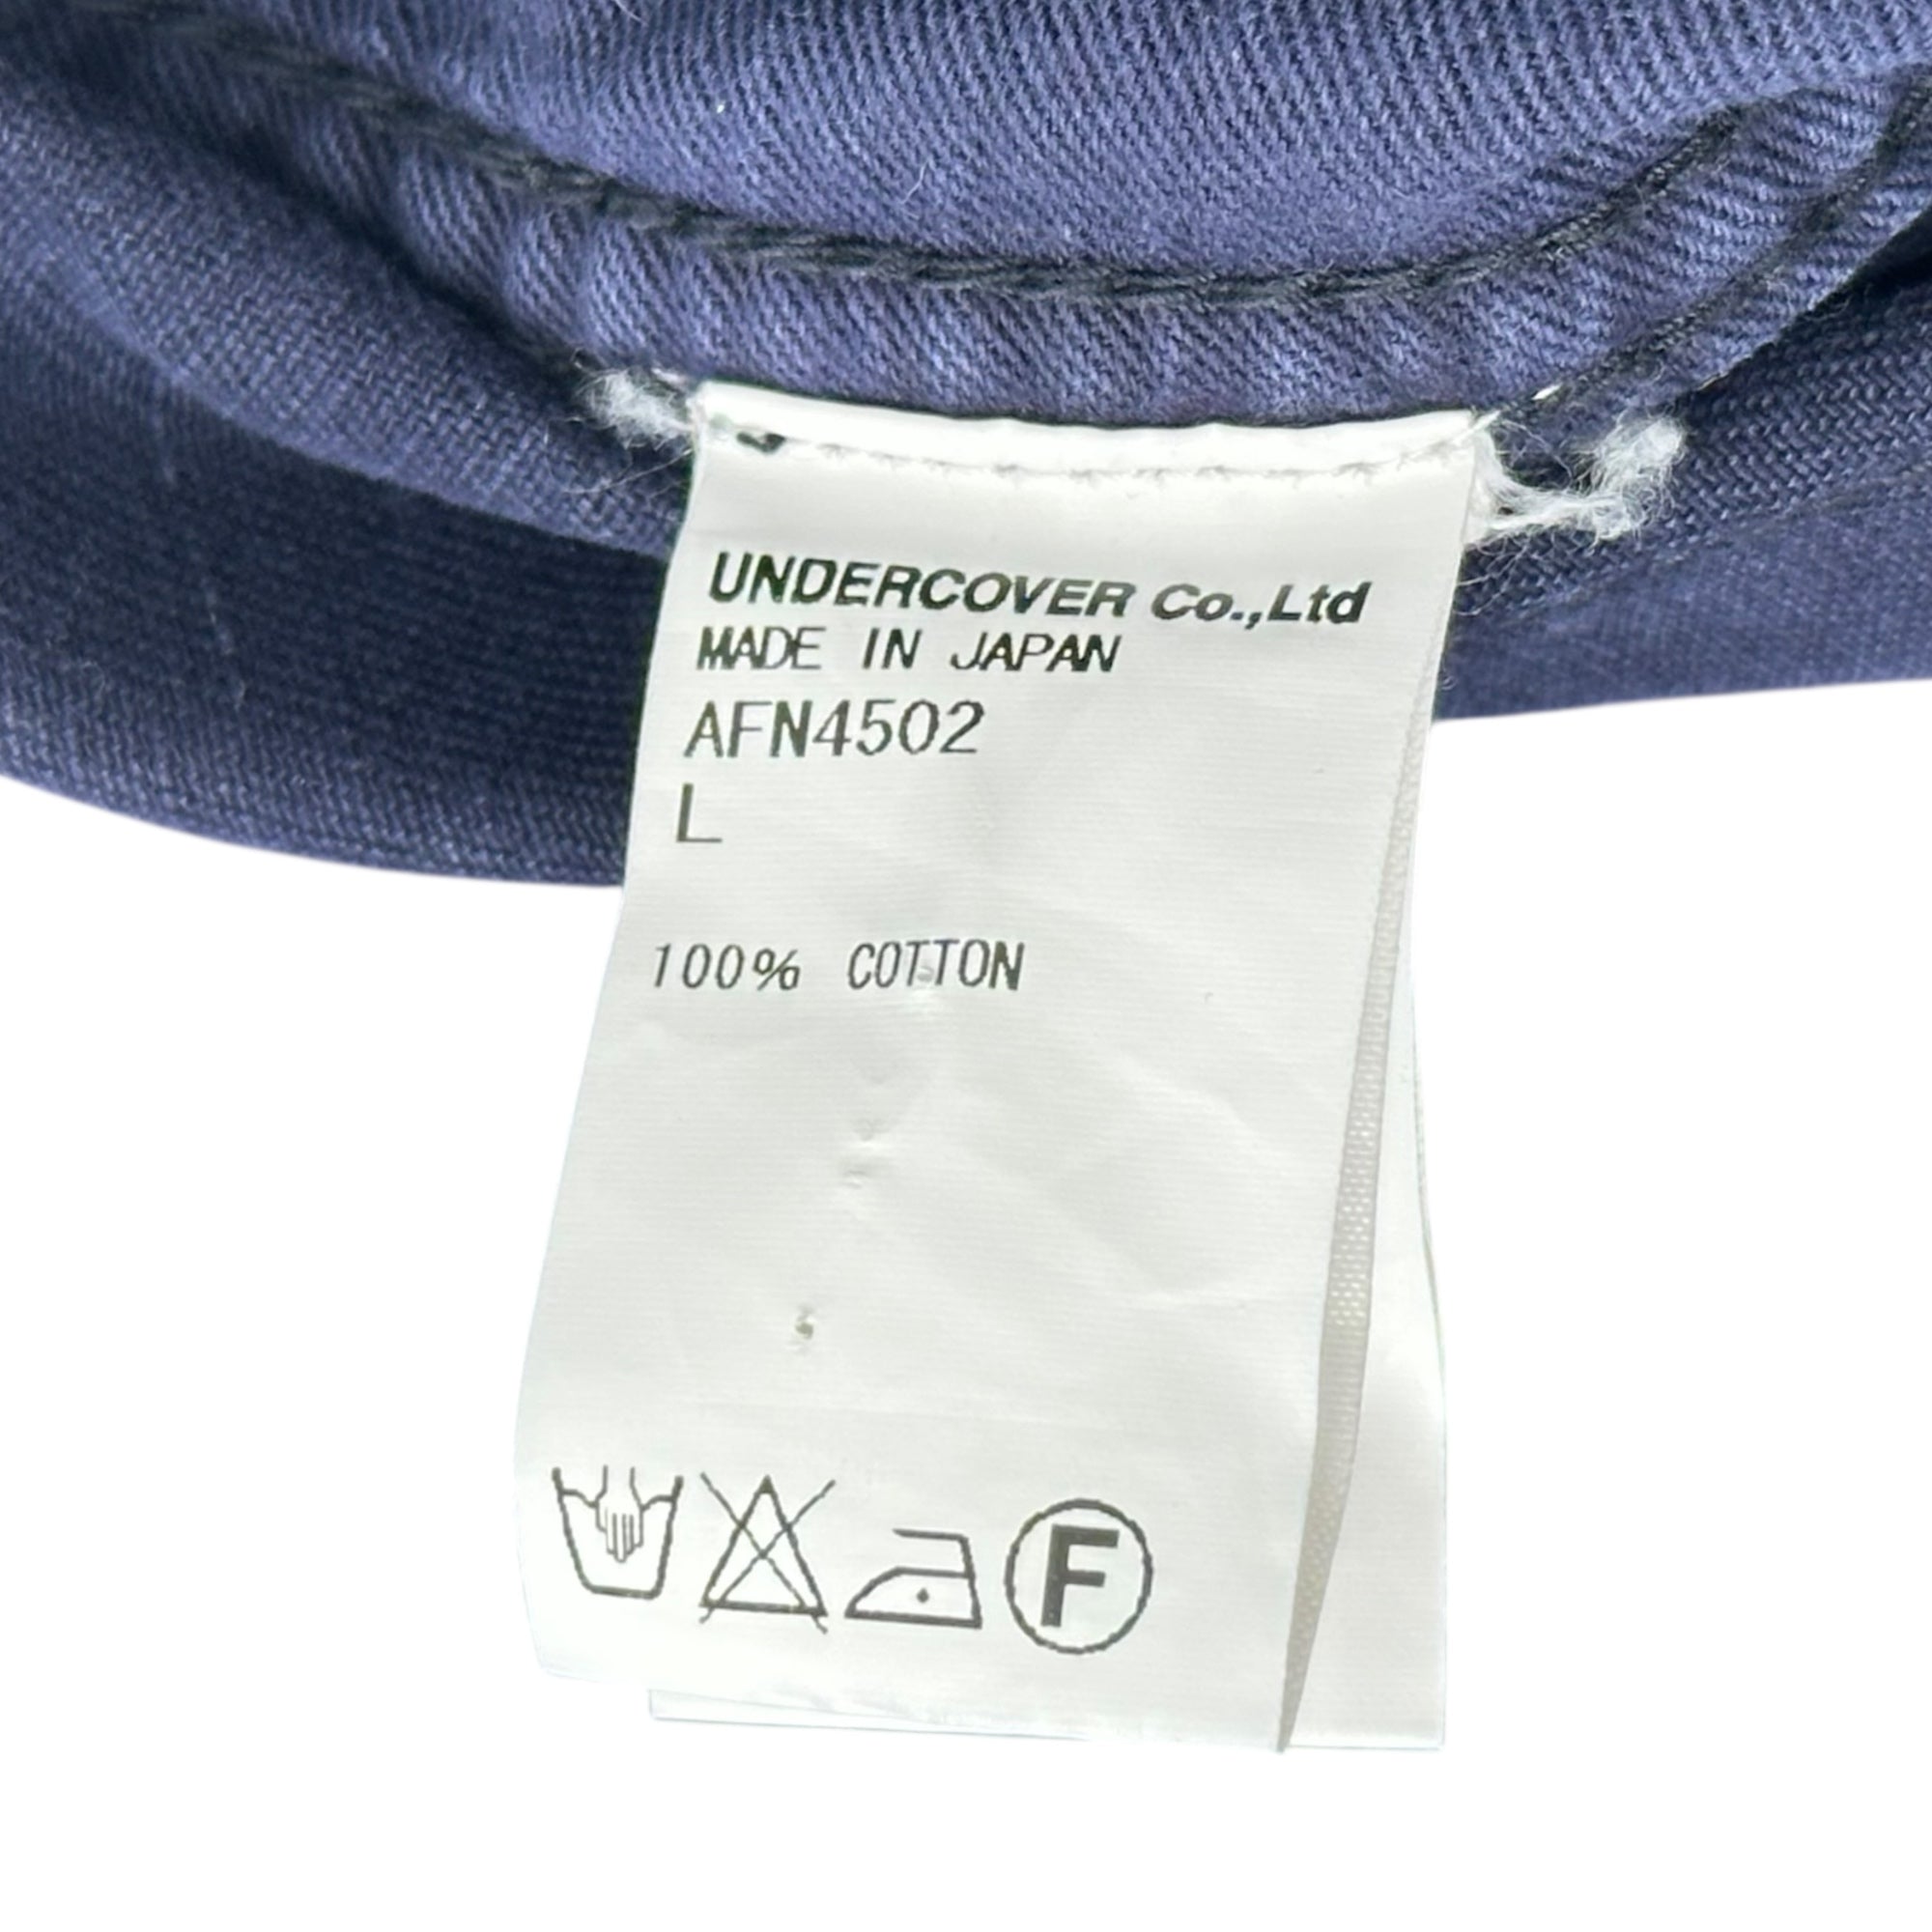 UNDERCOVER Co.,Ltd
MADE IN JAPAN
AFN4502
L
100% COTTON
F